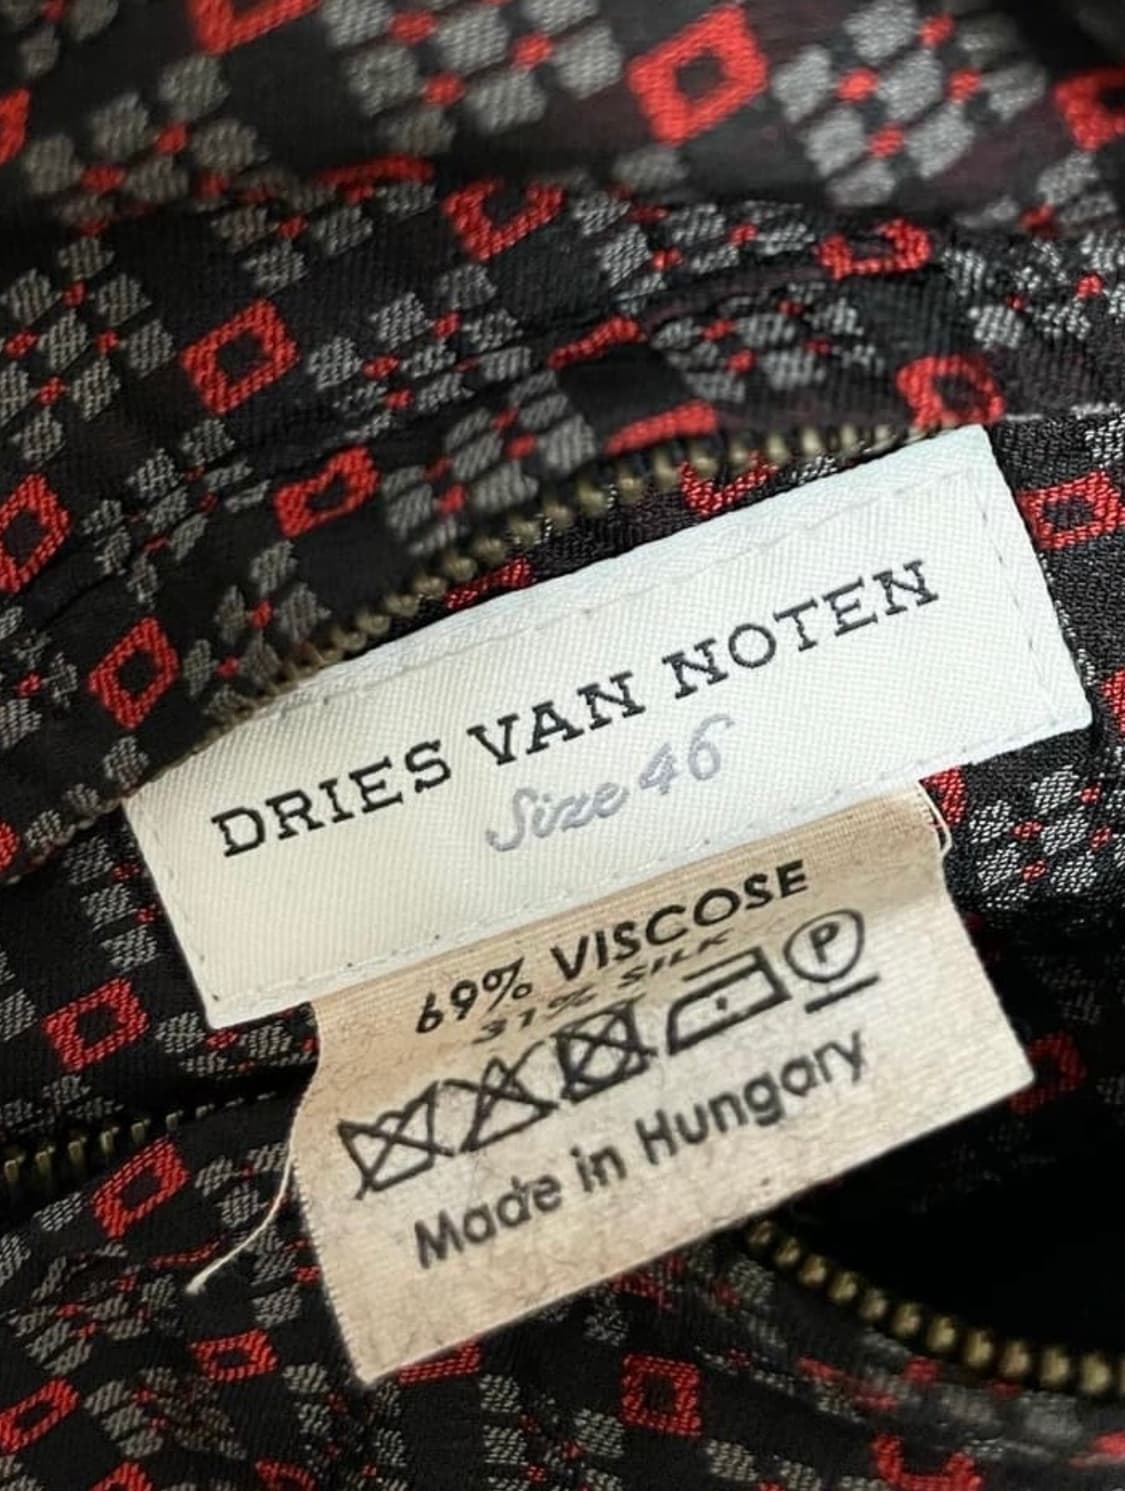 DRIES VAN NOTEN
Size 46
69% VISCOSE
31% SILK
P
Made in Hungary